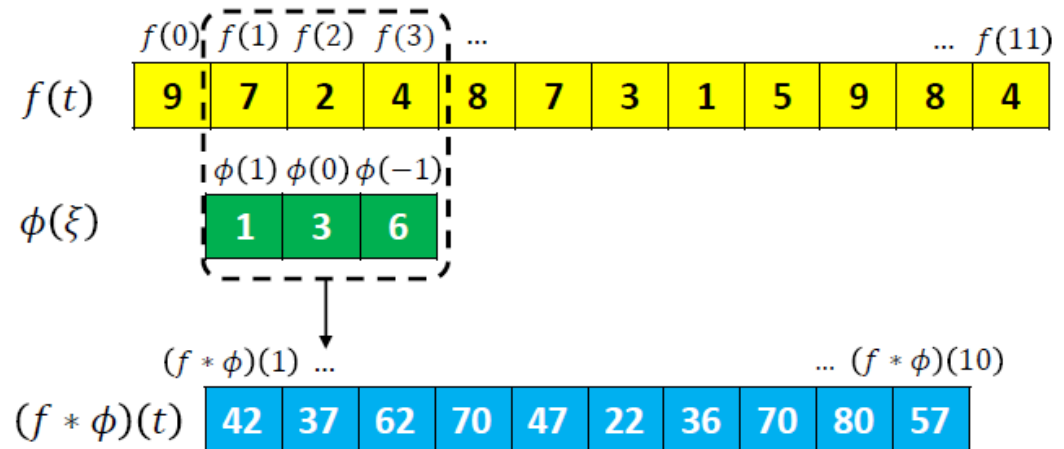 f(0) f(1) f(2) f(3) ... ... f(11)
f(t) 9 7 2 4 8 7 3 1 5 9 8 4
ϕ(1) ϕ(0) ϕ(−1)
ϕ(ξ) 1 3 6
(f ∗ ϕ)(1) ... ... (f ∗ ϕ)(10)
(f ∗ ϕ)(t) 42 37 62 70 47 22 36 70 80 57